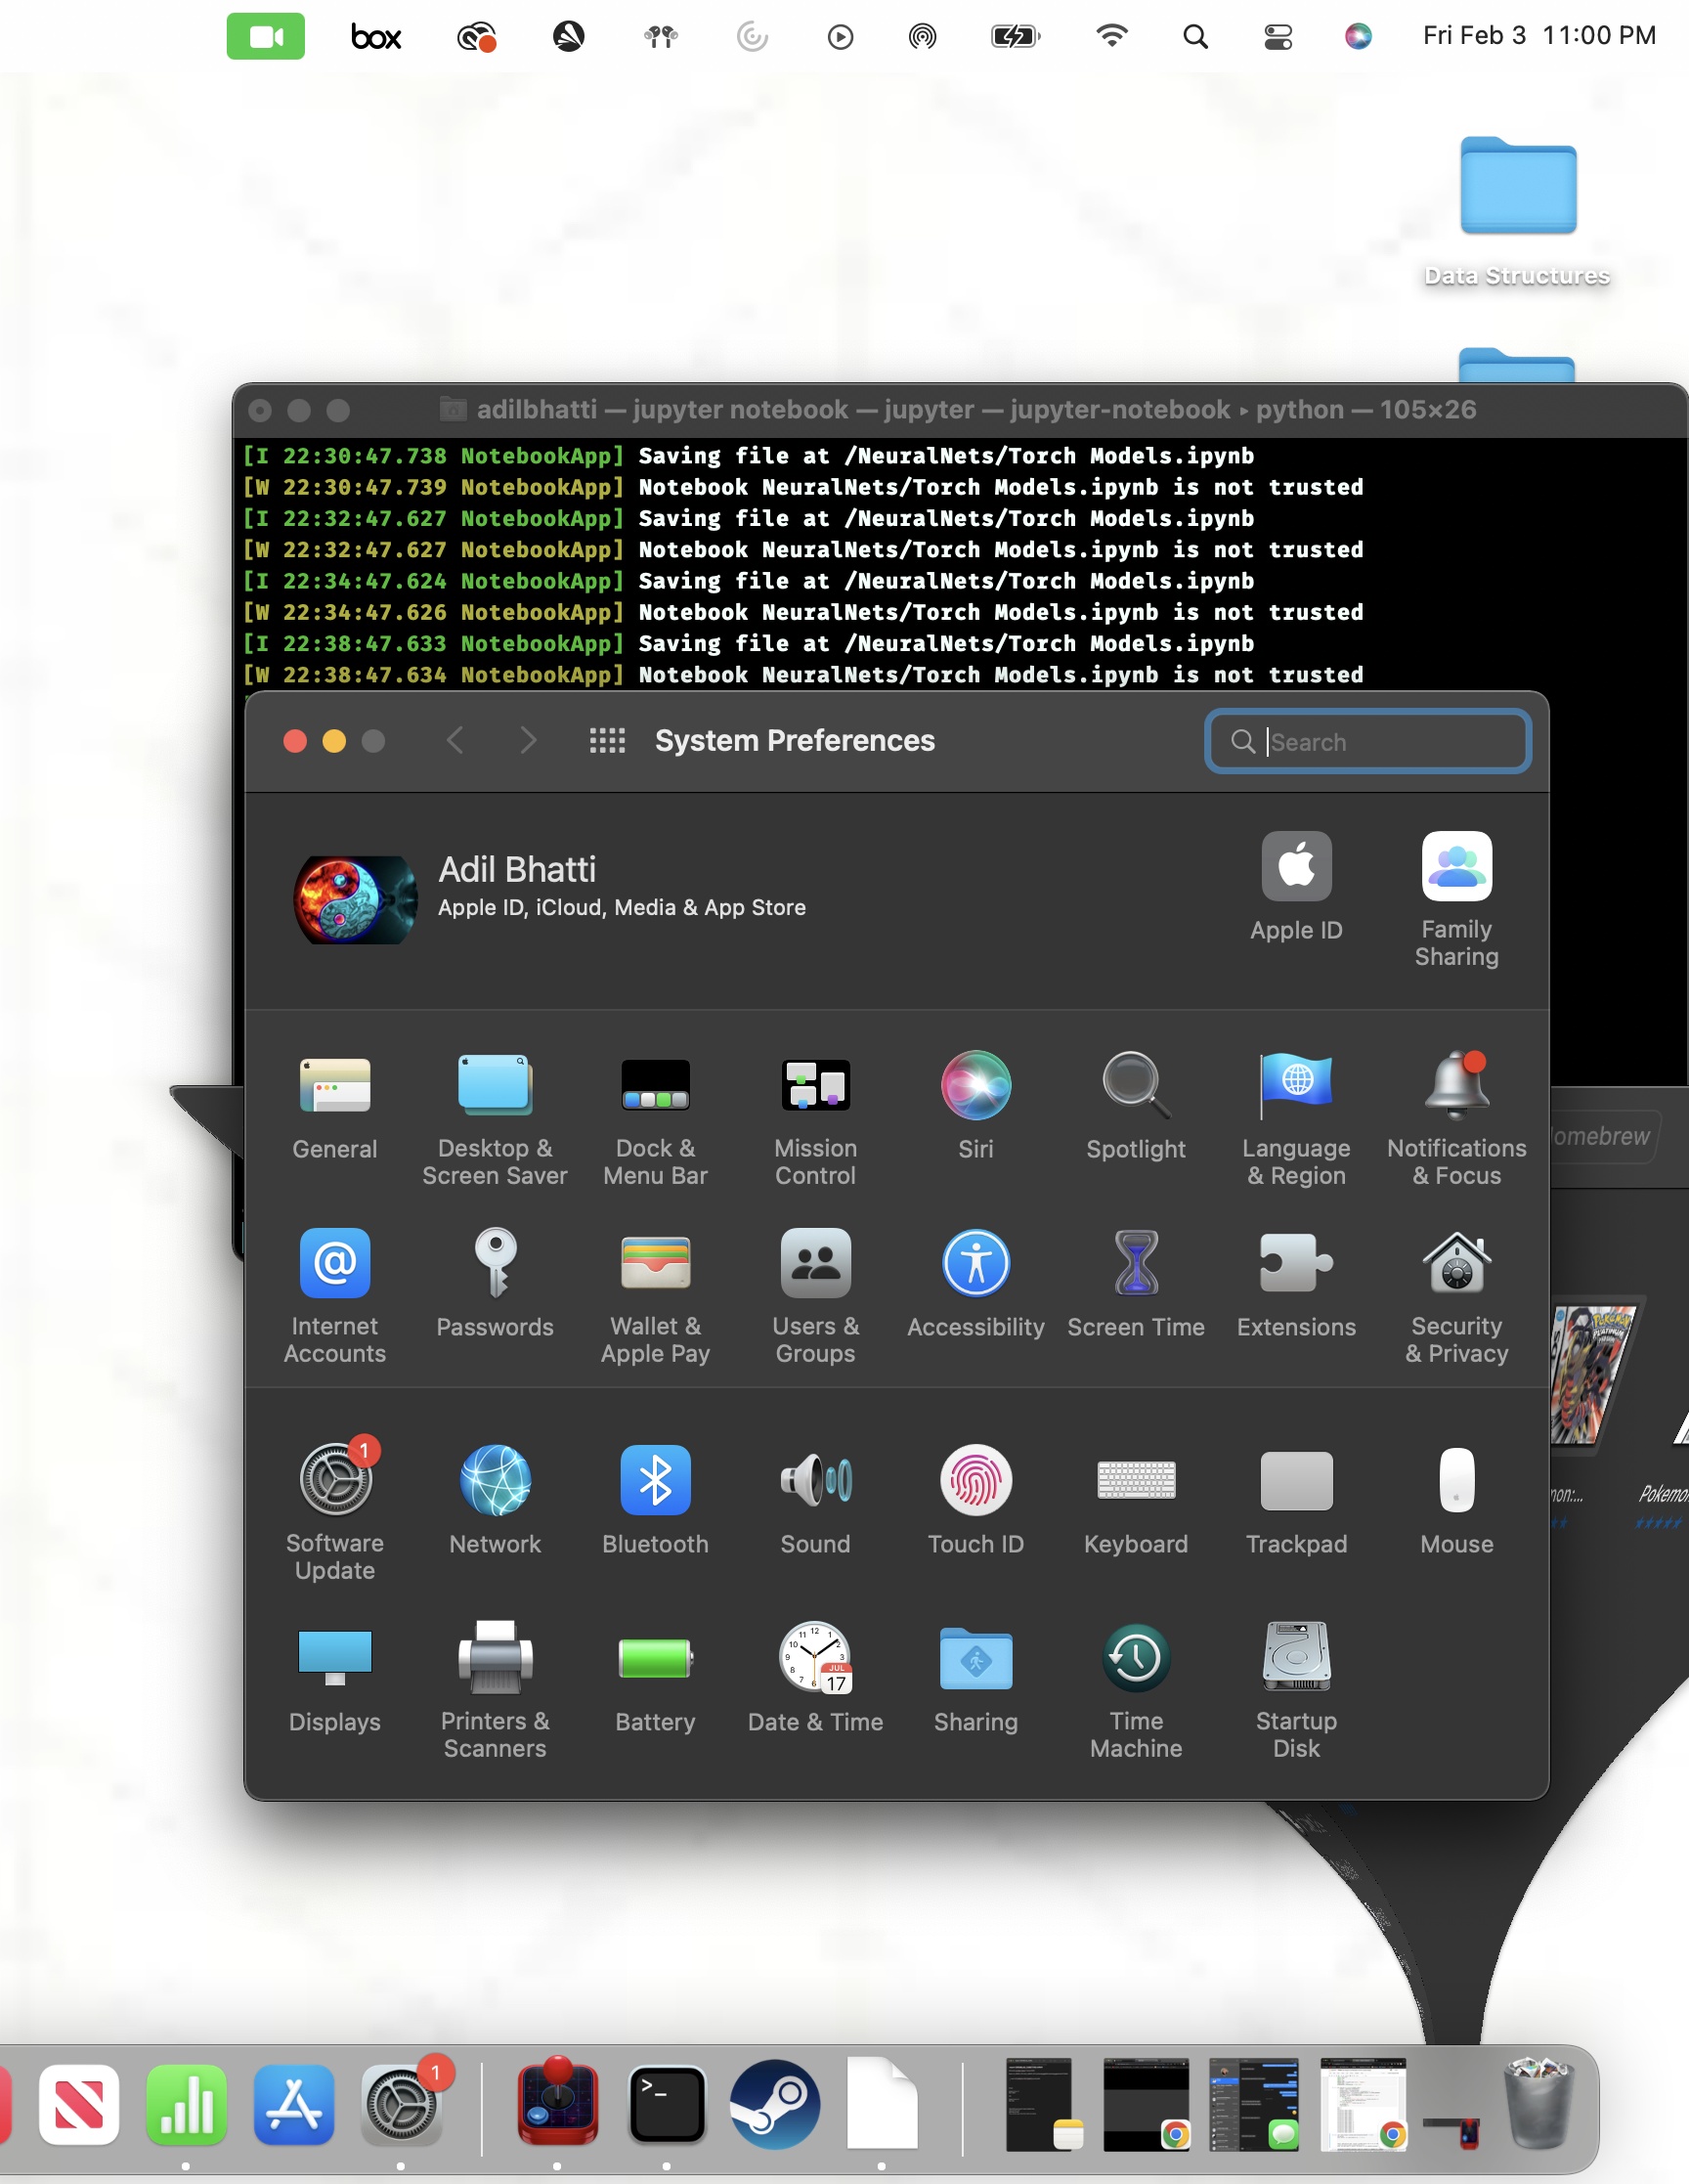 box
Fri Feb 3 11:00 PM
Data Structures
adilbhatti — jupyter notebook — jupyter — jupyter-notebook ▸ python — 105×26
[I 22:30:47.738 NotebookApp] Saving file at /NeuralNets/Torch Models.ipynb
[W 22:30:47.739 NotebookApp] Notebook NeuralNets/Torch Models.ipynb is not trusted
[I 22:32:47.627 NotebookApp] Saving file at /NeuralNets/Torch Models.ipynb
[W 22:32:47.627 NotebookApp] Notebook NeuralNets/Torch Models.ipynb is not trusted
[I 22:34:47.624 NotebookApp] Saving file at /NeuralNets/Torch Models.ipynb
[W 22:34:47.626 NotebookApp] Notebook NeuralNets/Torch Models.ipynb is not trusted
[I 22:38:47.633 NotebookApp] Saving file at /NeuralNets/Torch Models.ipynb
[W 22:38:47.634 NotebookApp] Notebook NeuralNets/Torch Models.ipynb is not trusted
System Preferences
Search
Adil Bhatti
Apple ID, iCloud, Media & App Store
Apple ID
Family
Sharing
General
Desktop &
Screen Saver
Dock &
Menu Bar
Mission
Control
Siri
Spotlight
Language
& Region
Notifications
& Focus
omebrew
Internet
Accounts
Passwords
Wallet &
Apple Pay
Users &
Groups
Accessibility
Screen Time
Extensions
Security
& Privacy
POKEMON
PLATINUM
1
Software
Update
Network
Bluetooth
Sound
Touch ID
Keyboard
Trackpad
Mouse
non:...
Pokemon
Displays
Printers &
Scanners
Battery
JUL
17
Date & Time
Sharing
Time
Machine
Startup
Disk
1
>_